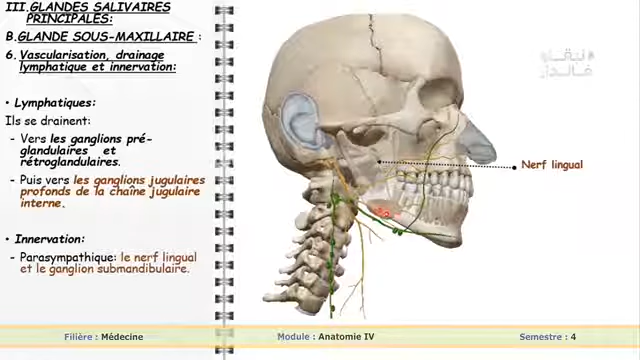 III.GLANDES SALIVAIRES
PRINCIPALES:
B.GLANDE SOUS-MAXILLAIRE :
6. Vascularisation, drainage
lymphatique et innervation:
• Lymphatiques:
Ils se drainent:
- Vers les ganglions pré-
glandulaires et
rétroglandulaires.
- Puis vers les ganglions jugulaires
profonds de la chaîne jugulaire
interne.
• Innervation:
- Parasympathique: le nerf lingual
et le ganglion submandibulaire.
Nerf lingual
Filière : Médecine
Module : Anatomie IV
Semestre : 4